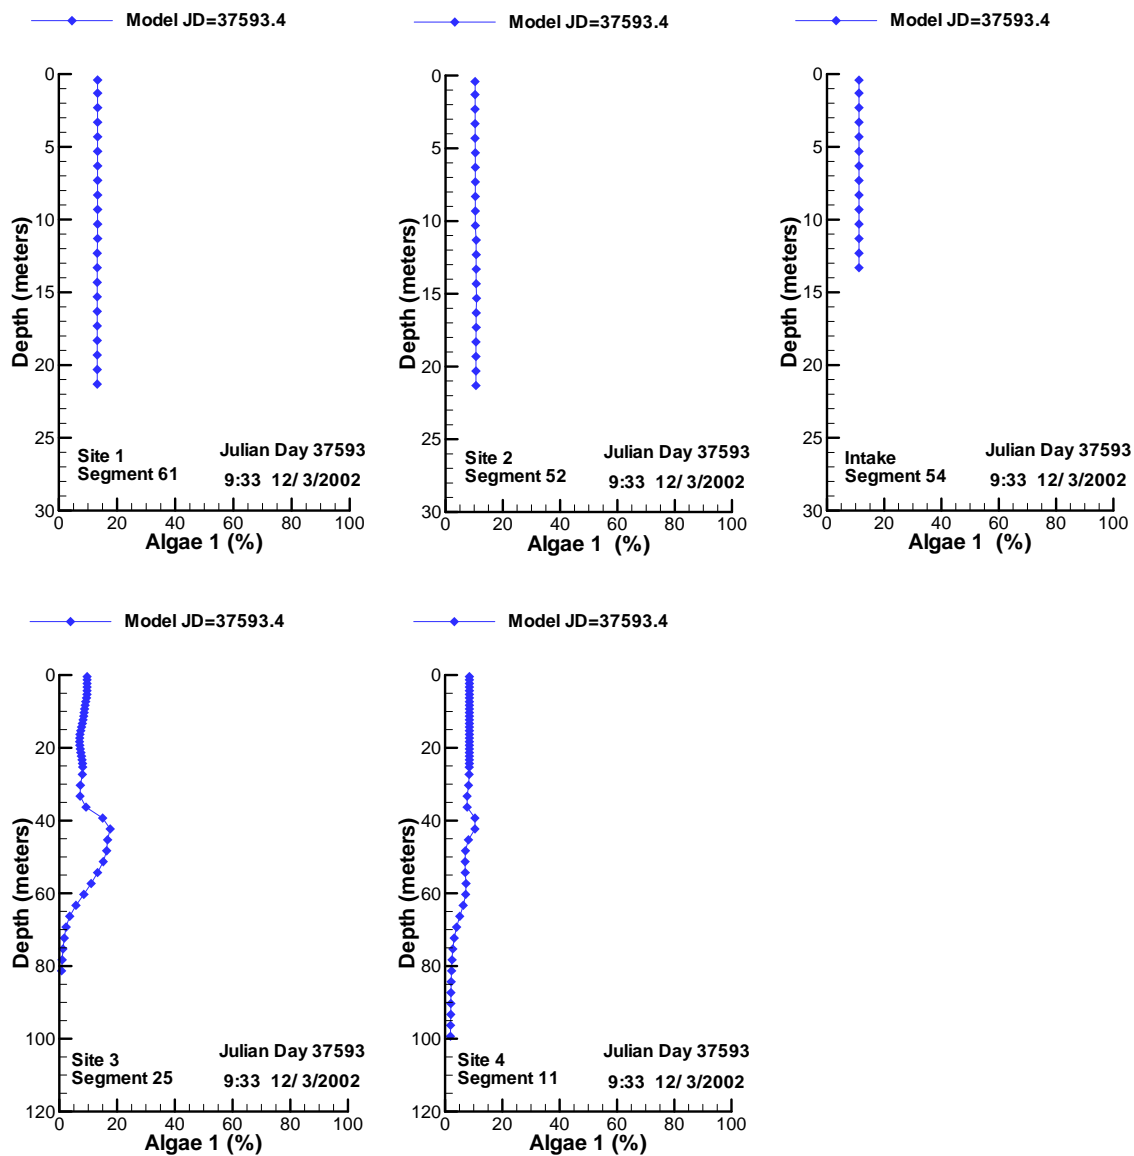 Model JD=37593.4
0
5
10
15
20
25
30
Depth (meters)
Site 1
Segment 61
Julian Day 37593
9:33 12/ 3/2002
0 20 40 60 80 100
Algae 1 (%)
Model JD=37593.4
0
5
10
15
20
25
30
Depth (meters)
Site 2
Segment 52
Julian Day 37593
9:33 12/ 3/2002
0 20 40 60 80 100
Algae 1 (%)
Model JD=37593.4
0
5
10
15
20
25
30
Depth (meters)
Intake
Segment 54
Julian Day 37593
9:33 12/ 3/2002
0 20 40 60 80 100
Algae 1 (%)
Model JD=37593.4
0
20
40
60
80
100
120
Depth (meters)
Site 3
Segment 25
Julian Day 37593
9:33 12/ 3/2002
0 20 40 60 80 100
Algae 1 (%)
Model JD=37593.4
0
20
40
60
80
100
120
Depth (meters)
Site 4
Segment 11
Julian Day 37593
9:33 12/ 3/2002
0 20 40 60 80 100
Algae 1 (%)